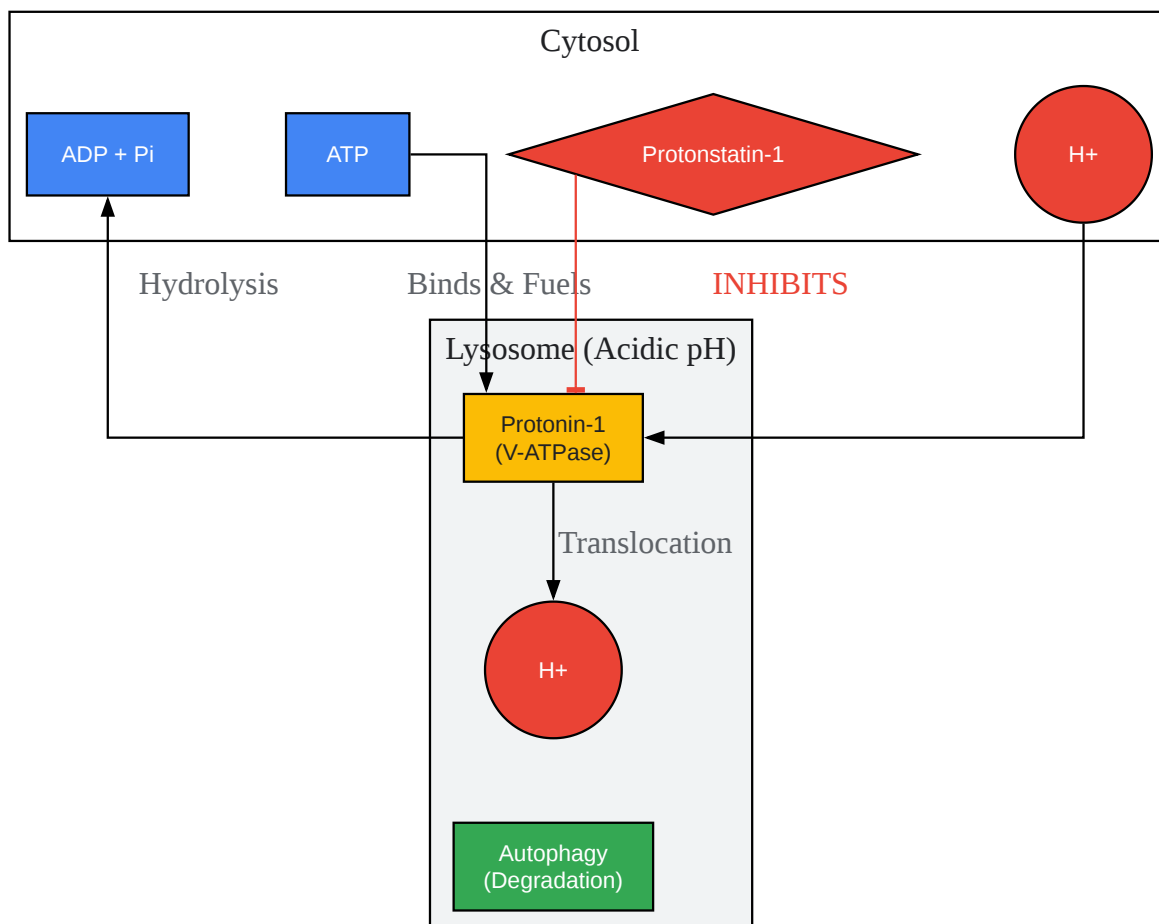 Cytosol
ADP + Pi
ATP
Protonstatin-1
H+
Hydrolysis
Binds & Fuels
INHIBITS
Lysosome (Acidic pH)
Protonin-1
(V-ATPase)
Translocation
H+
Autophagy
(Degradation)